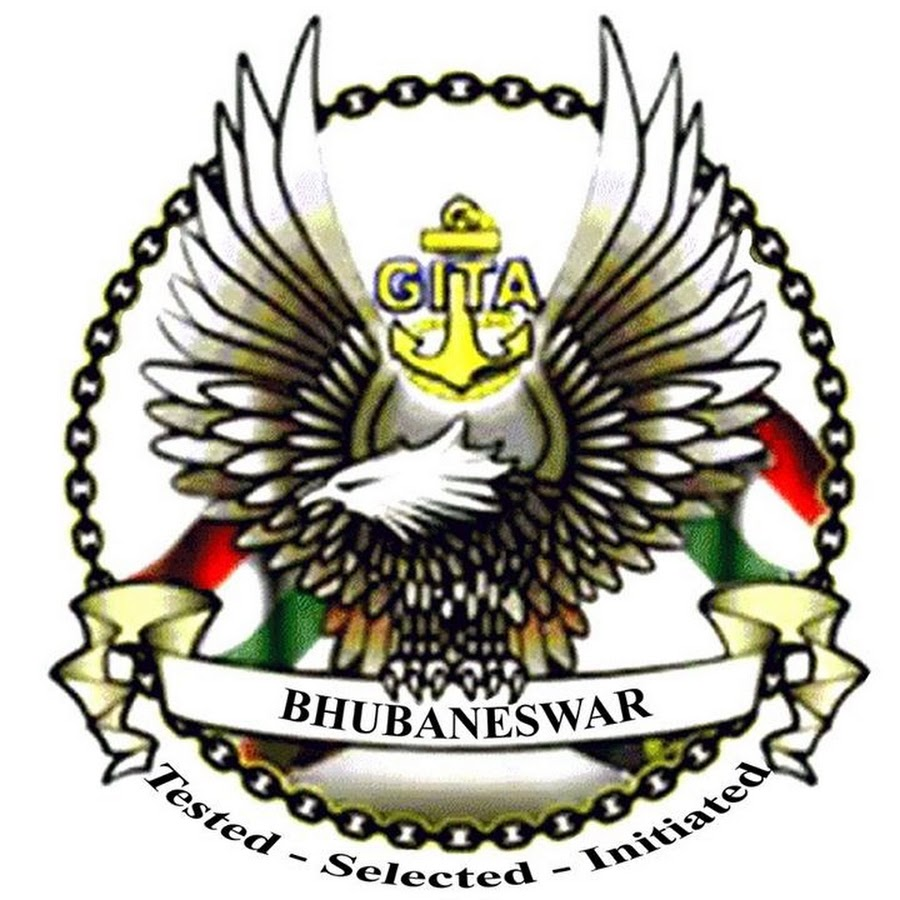 GITA
BHUBANESWAR
Tested - Selected - Initiated